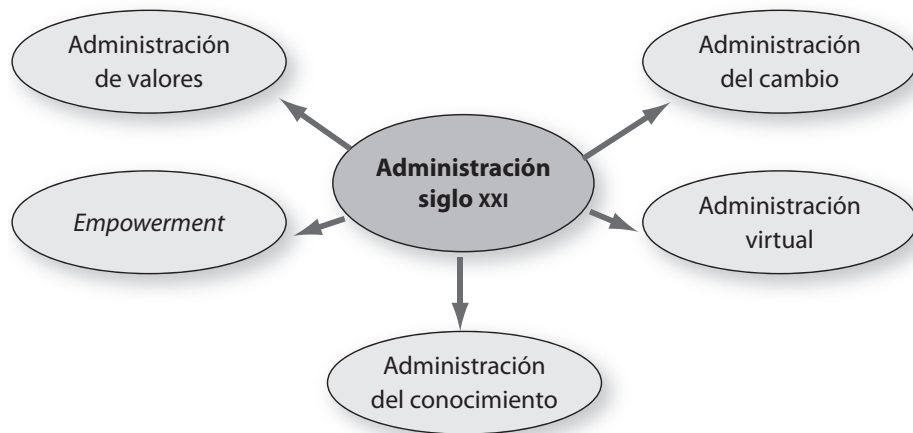 Administración
de valores
Administración
del cambio
Administración
siglo XXI
Empowerment
Administración
virtual
Administración
del conocimiento